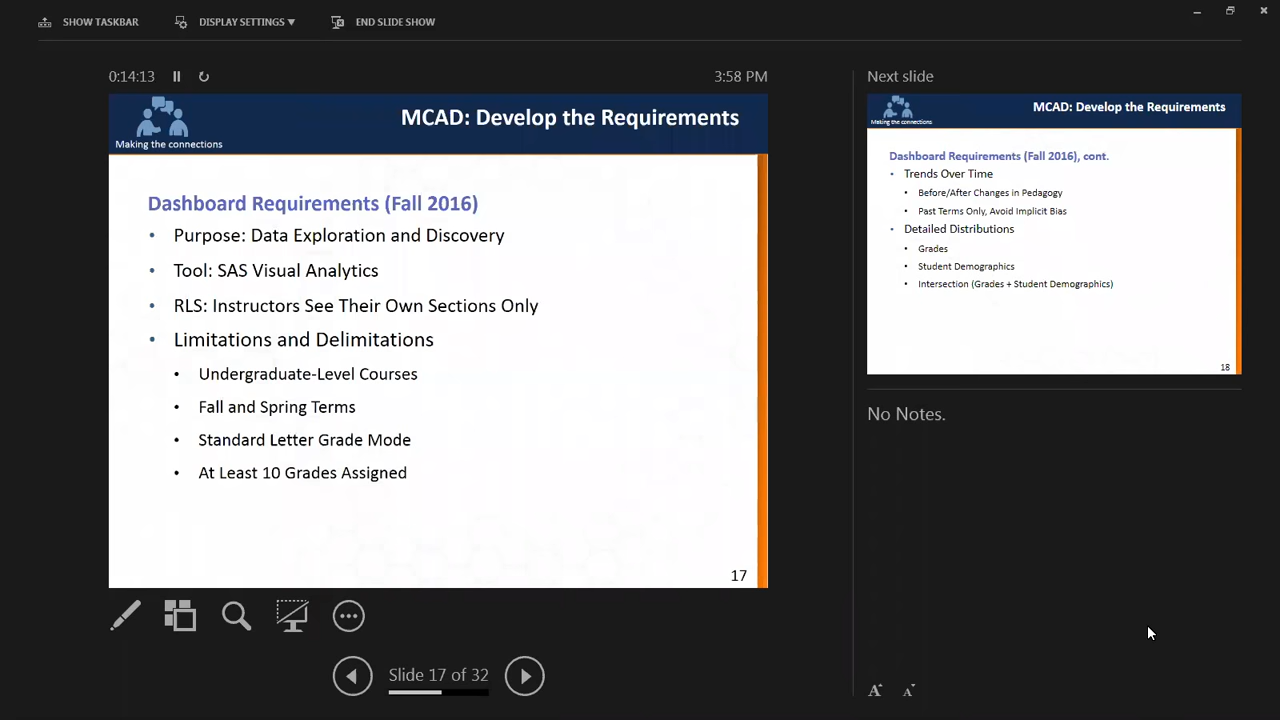 SHOW TASKBAR
DISPLAY SETTINGS ▾
END SLIDE SHOW
0:14:13
3:58 PM
Making the connections
MCAD: Develop the Requirements
Dashboard Requirements (Fall 2016)
• Purpose: Data Exploration and Discovery
• Tool: SAS Visual Analytics
• RLS: Instructors See Their Own Sections Only
• Limitations and Delimitations
• Undergraduate-Level Courses
• Fall and Spring Terms
• Standard Letter Grade Mode
• At Least 10 Grades Assigned
17
Slide 17 of 32
Next slide
Making the connections
MCAD: Develop the Requirements
Dashboard Requirements (Fall 2016), cont.
• Trends Over Time
• Before/After Changes in Pedagogy
• Past Terms Only, Avoid Implicit Bias
• Detailed Distributions
• Grades
• Student Demographics
• Intersection (Grades + Student Demographics)
18
No Notes.
A A